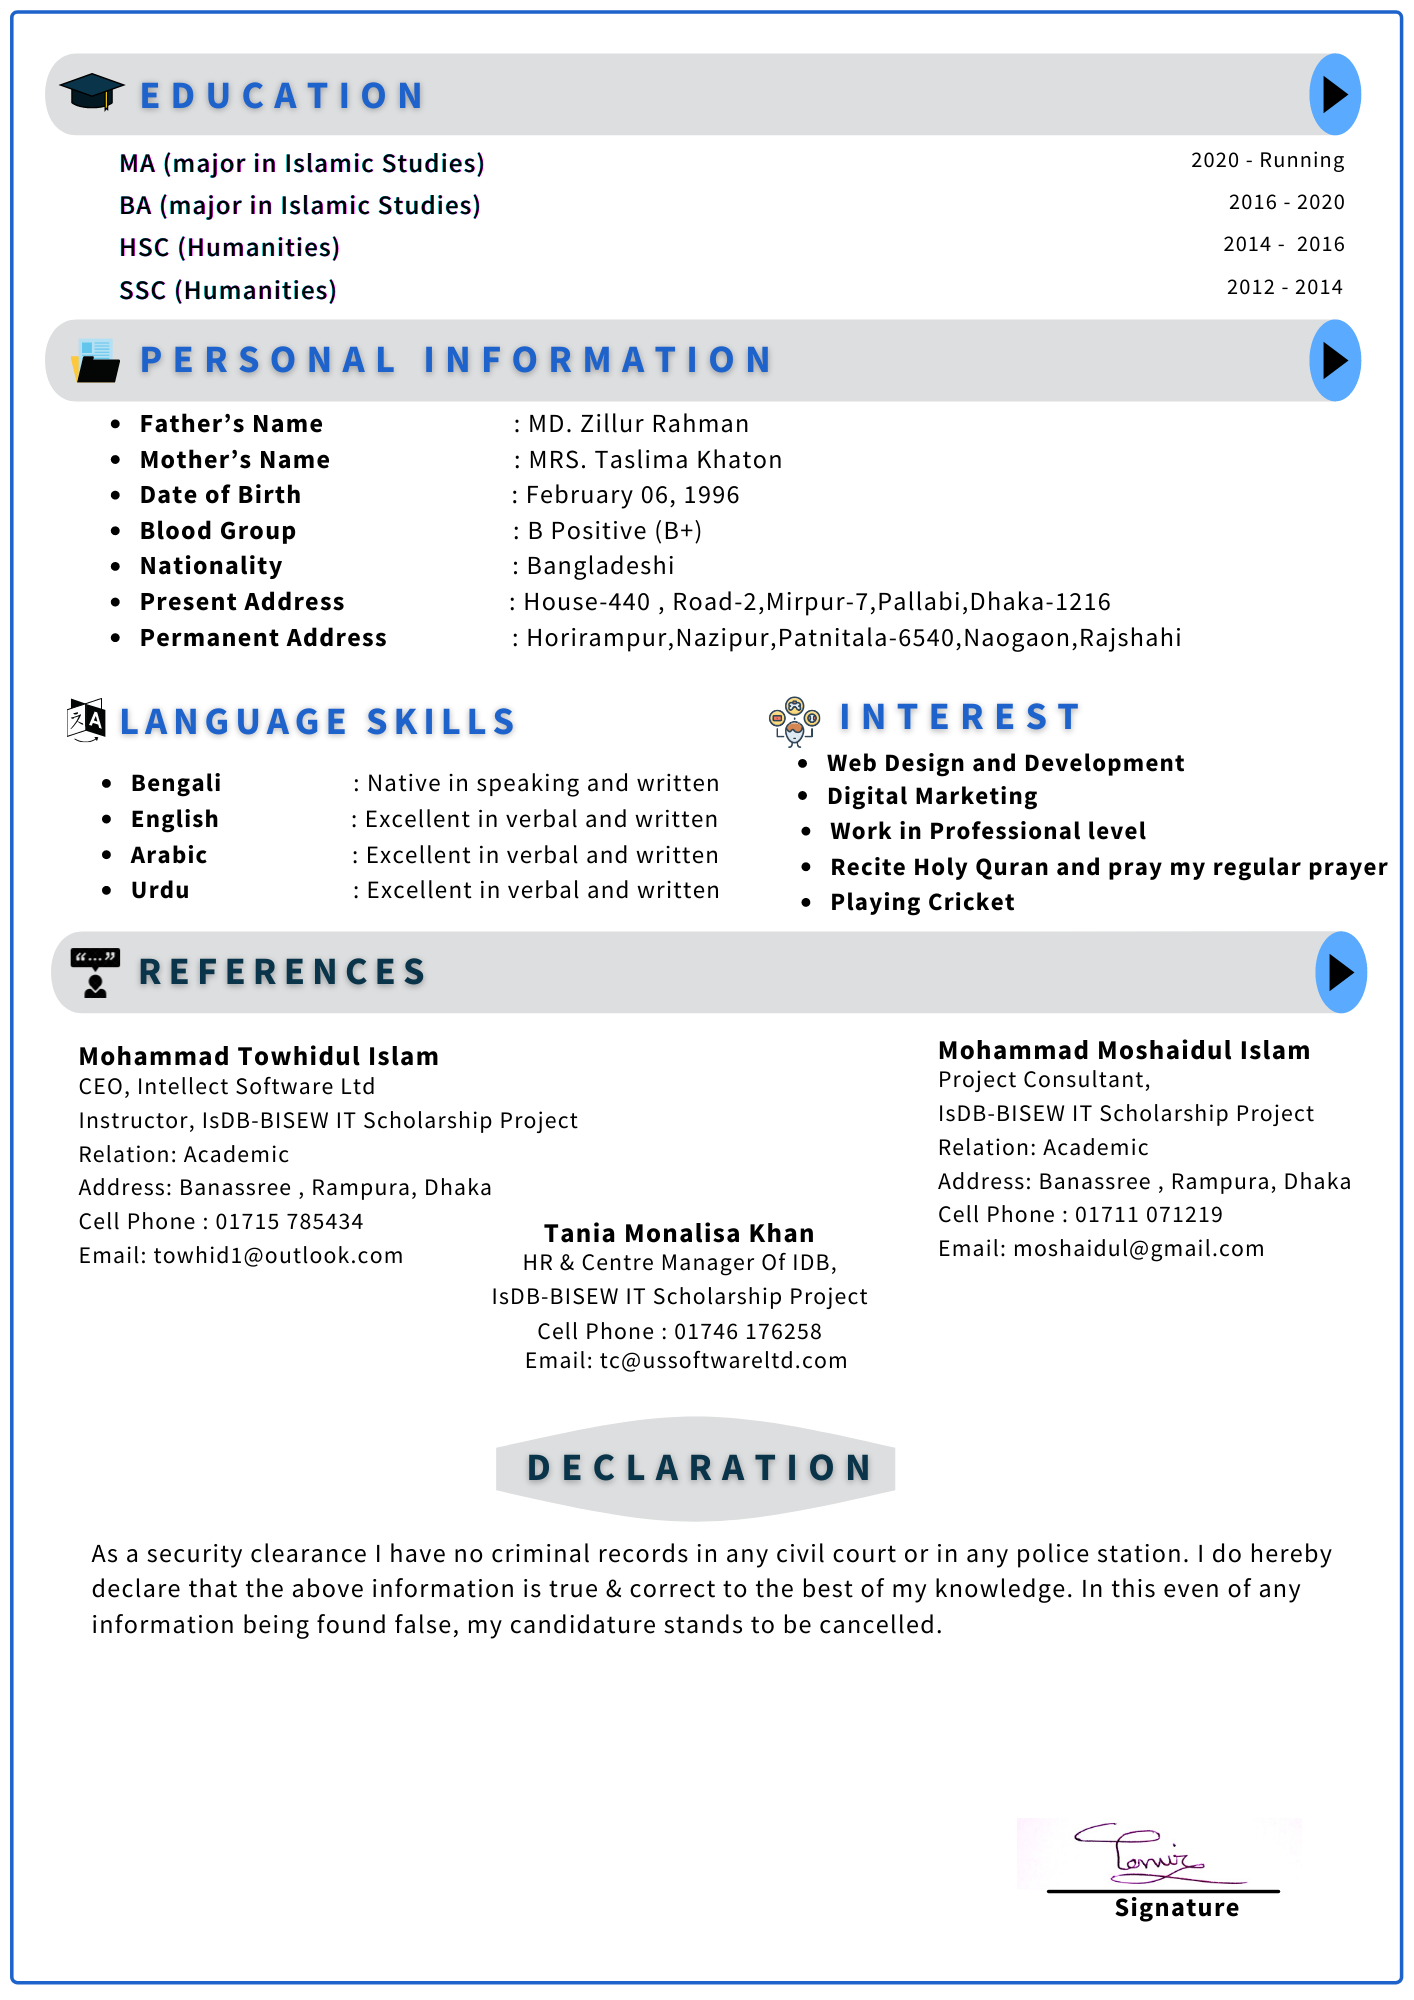 EDUCATION
MA (major in Islamic Studies) 2020 - Running
BA (major in Islamic Studies) 2016 - 2020
HSC (Humanities) 2014 - 2016
SSC (Humanities) 2012 - 2014
PERSONAL INFORMATION
• Father’s Name : MD. Zillur Rahman
• Mother’s Name : MRS. Taslima Khaton
• Date of Birth : February 06, 1996
• Blood Group : B Positive (B+)
• Nationality : Bangladeshi
• Present Address : House-440 , Road-2,Mirpur-7,Pallabi,Dhaka-1216
• Permanent Address : Horirampur,Nazipur,Patnitala-6540,Naogaon,Rajshahi
LANGUAGE SKILLS
• Bengali : Native in speaking and written
• English : Excellent in verbal and written
• Arabic : Excellent in verbal and written
• Urdu : Excellent in verbal and written
INTEREST
• Web Design and Development
• Digital Marketing
• Work in Professional level
• Recite Holy Quran and pray my regular prayer
• Playing Cricket
REFERENCES
Mohammad Towhidul Islam
CEO, Intellect Software Ltd
Instructor, IsDB-BISEW IT Scholarship Project
Relation: Academic
Address: Banassree , Rampura, Dhaka
Cell Phone : 01715 785434
Email: towhid1@outlook.com
Tania Monalisa Khan
HR & Centre Manager Of IDB,
IsDB-BISEW IT Scholarship Project
Cell Phone : 01746 176258
Email: tc@ussoftwareltd.com
Mohammad Moshaidul Islam
Project Consultant,
IsDB-BISEW IT Scholarship Project
Relation: Academic
Address: Banassree , Rampura, Dhaka
Cell Phone : 01711 071219
Email: moshaidul@gmail.com
DECLARATION
As a security clearance I have no criminal records in any civil court or in any police station. I do hereby
declare that the above information is true & correct to the best of my knowledge. In this even of any
information being found false, my candidature stands to be cancelled.
Signature